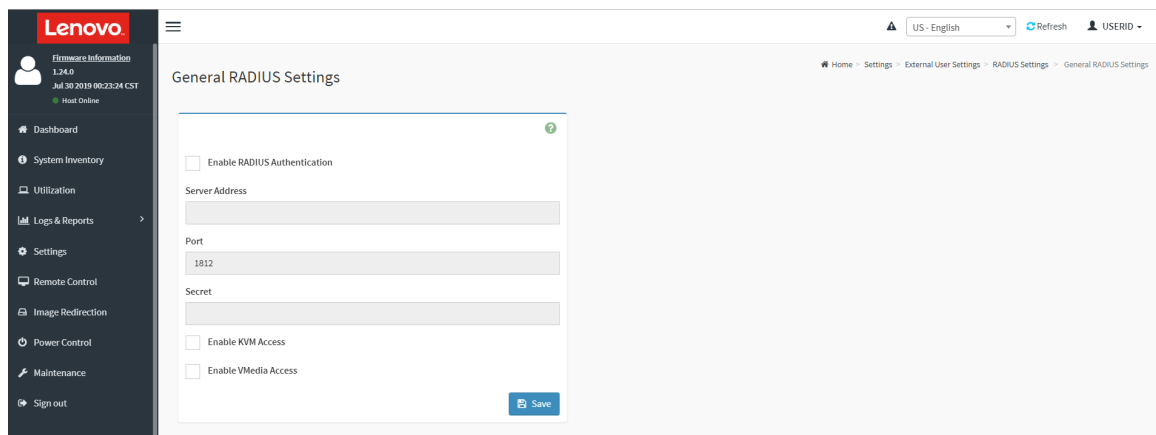 Lenovo
US - English
Refresh
USERID
Firmware Information
1.24.0
Jul 30 2019 00:23:24 CST
Host Online
Dashboard
System Inventory
Utilization
Logs & Reports
Settings
Remote Control
Image Redirection
Power Control
Maintenance
Sign out
General RADIUS Settings
Home > Settings > External User Settings > RADIUS Settings > General RADIUS Settings
Enable RADIUS Authentication
Server Address
Port
1812
Secret
Enable KVM Access
Enable VMedia Access
Save